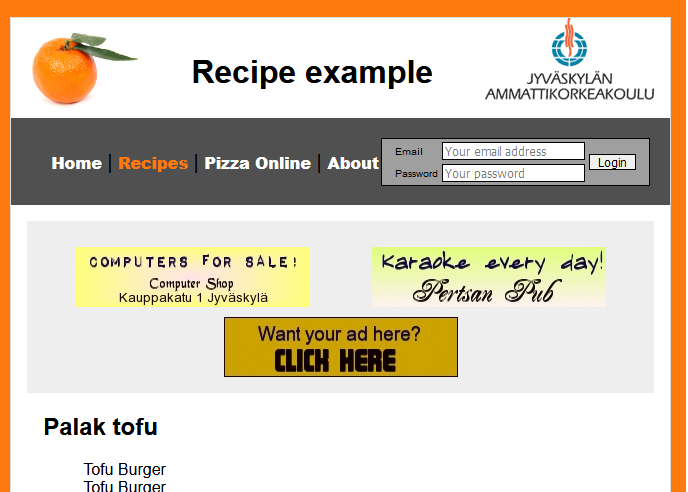 Recipe example
JYVÄSKYLÄN
AMMATTIKORKEAKOULU
Home | Recipes | Pizza Online | About
Email Your email address
Password Your password
Login
COMPUTERS FOR SALE!
Computer Shop
Kauppakatu 1 Jyväskylä
Karaoke every day!
Pertsan Pub
Want your ad here?
CLICK HERE
Palak tofu
Tofu Burger
Tofu Burger